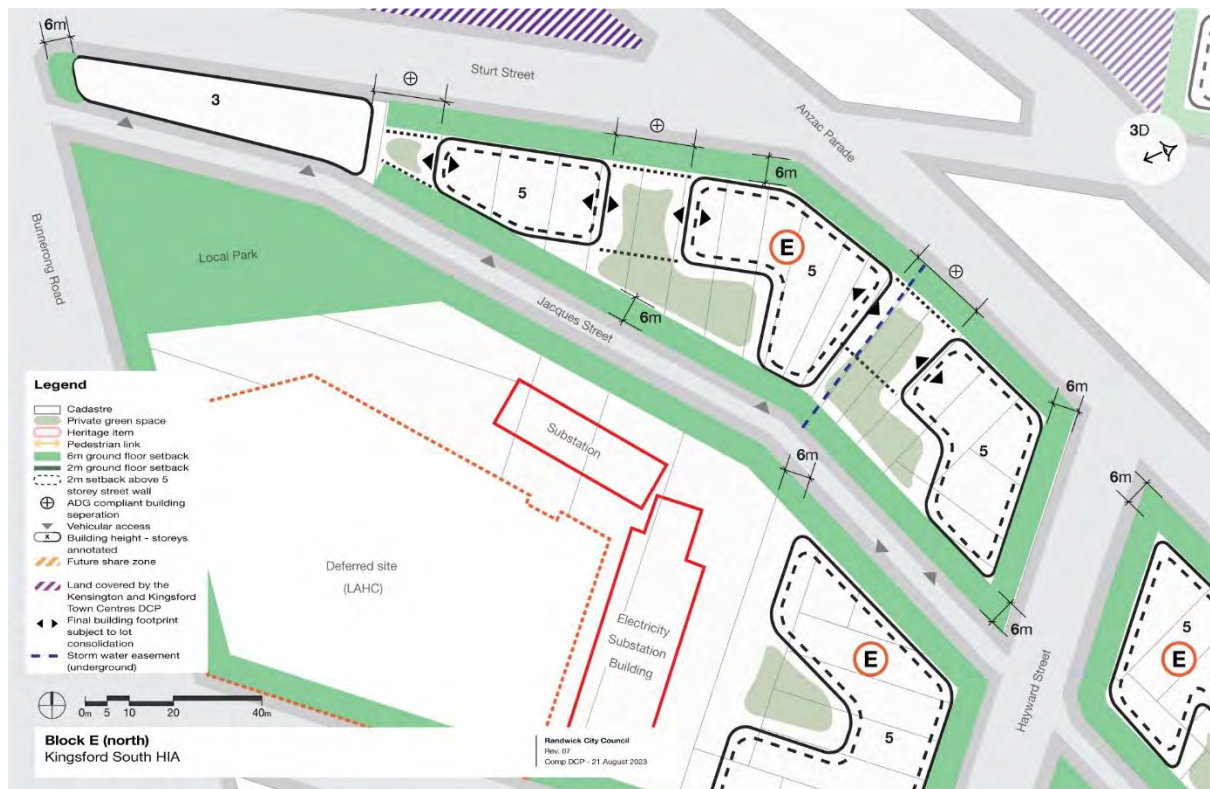 6m
Sturt Street
3
Anzac Parade
3D
6m
5
E
5
Bunnerong Road
Local Park
Jacques Street
6m
6m
5
Legend
Cadastre
Private green space
Heritage item
Pedestrian link
6m ground floor setback
2m ground floor setback
2m setback above 5
storey street wall
ADG compliant building
seperation
Vehicular access
x
Building height - storeys
annotated
Future share zone
Land covered by the
Kensington and Kingsford
Town Centres DCP
Final building footprint
subject to lot
consolidation
Storm water easement
(underground)
Substation
6m
6m
Deferred site
(LAHC)
Electricity
Substation
Building
E
5
6m
Hayward Street
5
E
0m 5 10 20 40m
Block E (north)
Kingsford South HIA
Randwick City Council
Rev. 07
Comp DCP - 21 August 2023